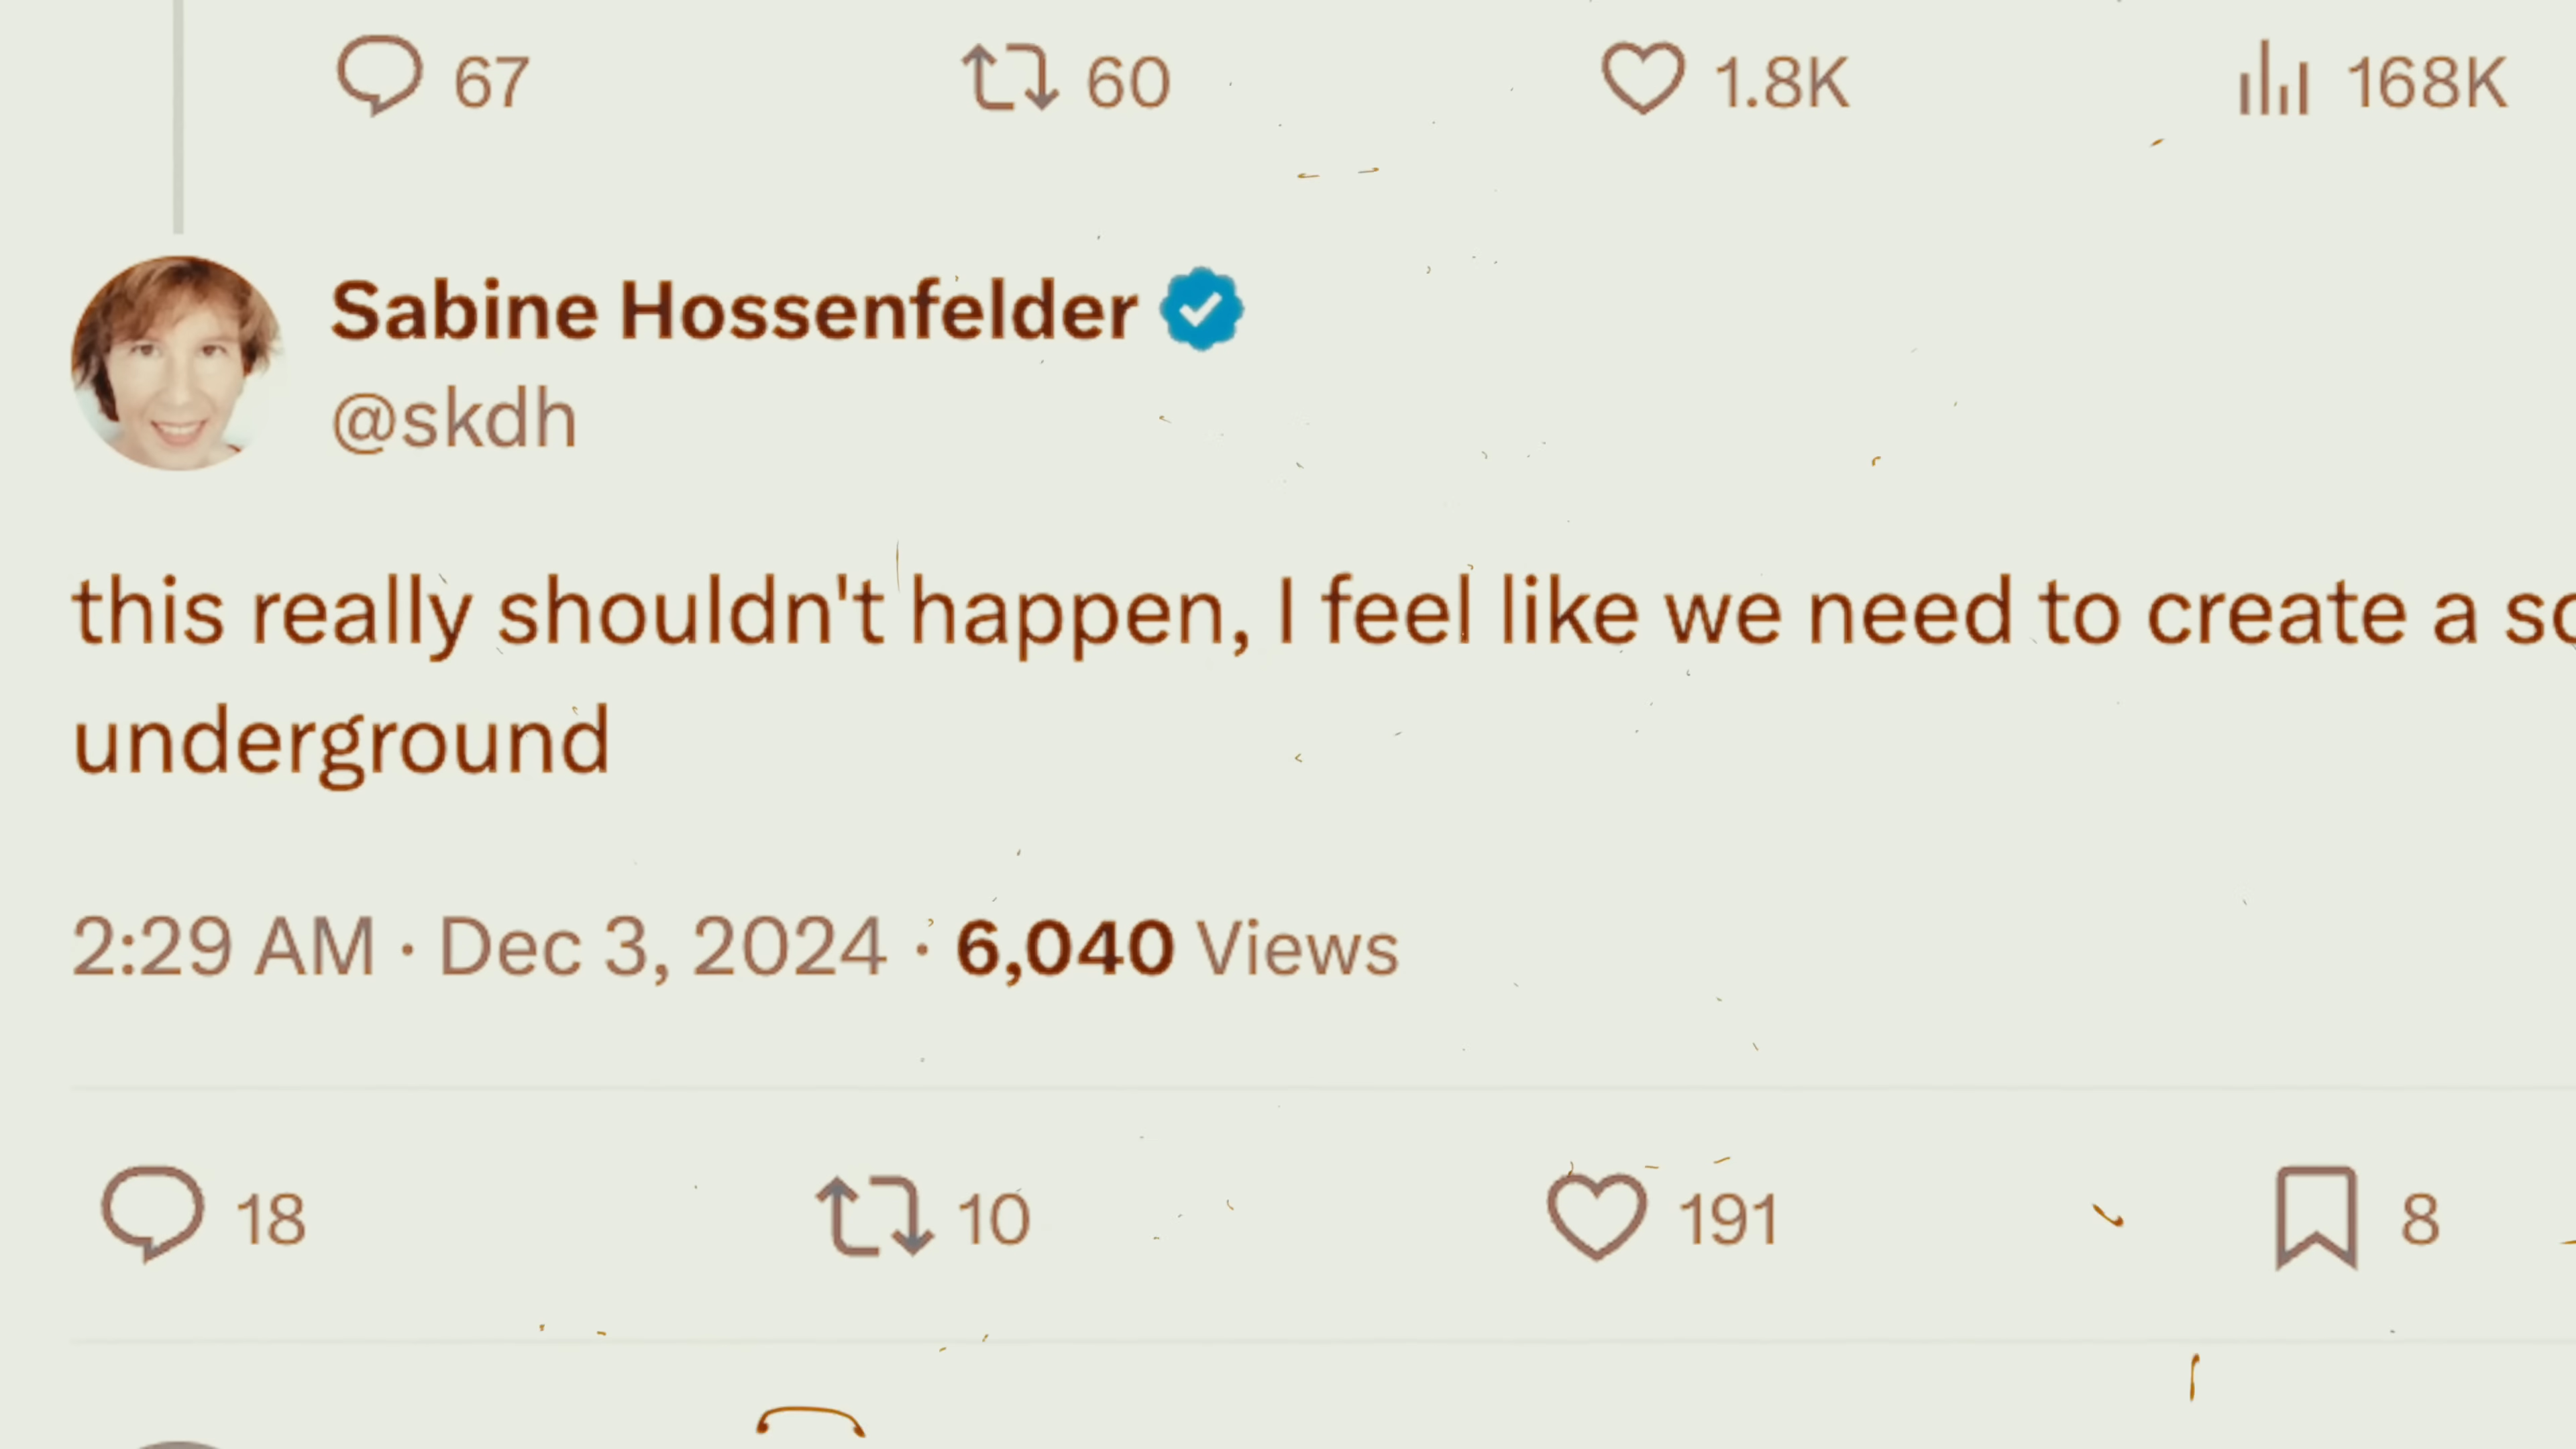 67 60 1.8K 168K
Sabine Hossenfelder
@skdh
this really shouldn't happen, I feel like we need to create a
underground
2:29 AM · Dec 3, 2024 · 6,040 Views
18 10 191 8